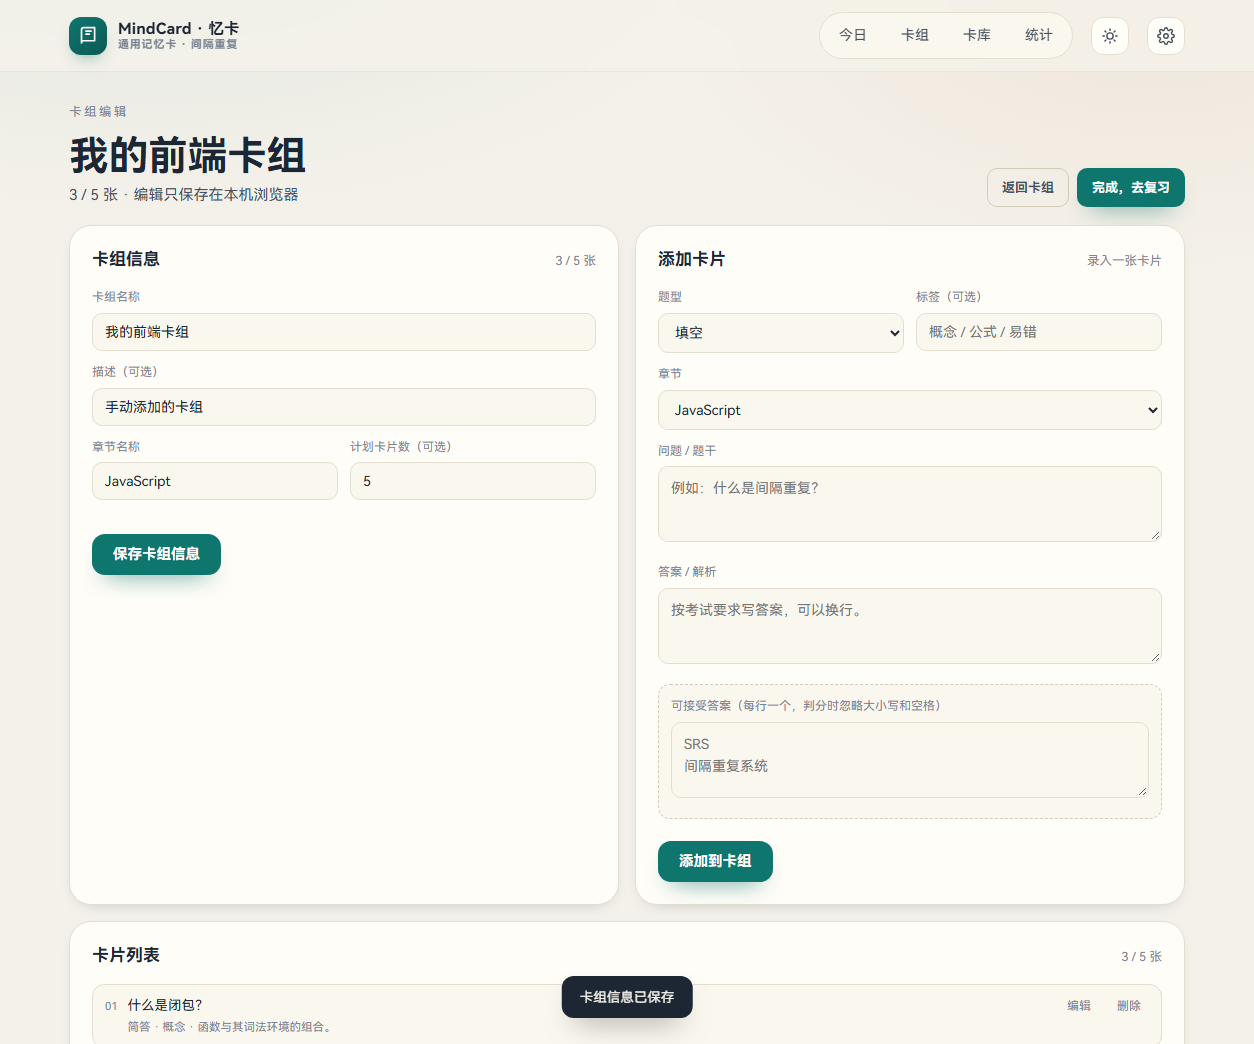 MindCard · 忆卡
通用记忆卡 · 间隔重复
今日
卡组
卡库
统计
卡组编辑
我的前端卡组
3 / 5 张 · 编辑只保存在本机浏览器
返回卡组
完成，去复习
卡组信息
3 / 5 张
卡组名称
我的前端卡组
描述（可选）
手动添加的卡组
章节名称
计划卡片数（可选）
JavaScript
5
保存卡组信息
添加卡片
录入一张卡片
题型
标签（可选）
填空
概念 / 公式 / 易错
章节
JavaScript
问题 / 题干
例如：什么是间隔重复？
答案 / 解析
按考试要求写答案，可以换行。
可接受答案（每行一个，判分时忽略大小写和空格）
SRS
间隔重复系统
添加到卡组
卡片列表
3 / 5 张
01 什么是闭包？
编辑
删除
简答 · 概念 · 函数与其词法环境的组合。
卡组信息已保存